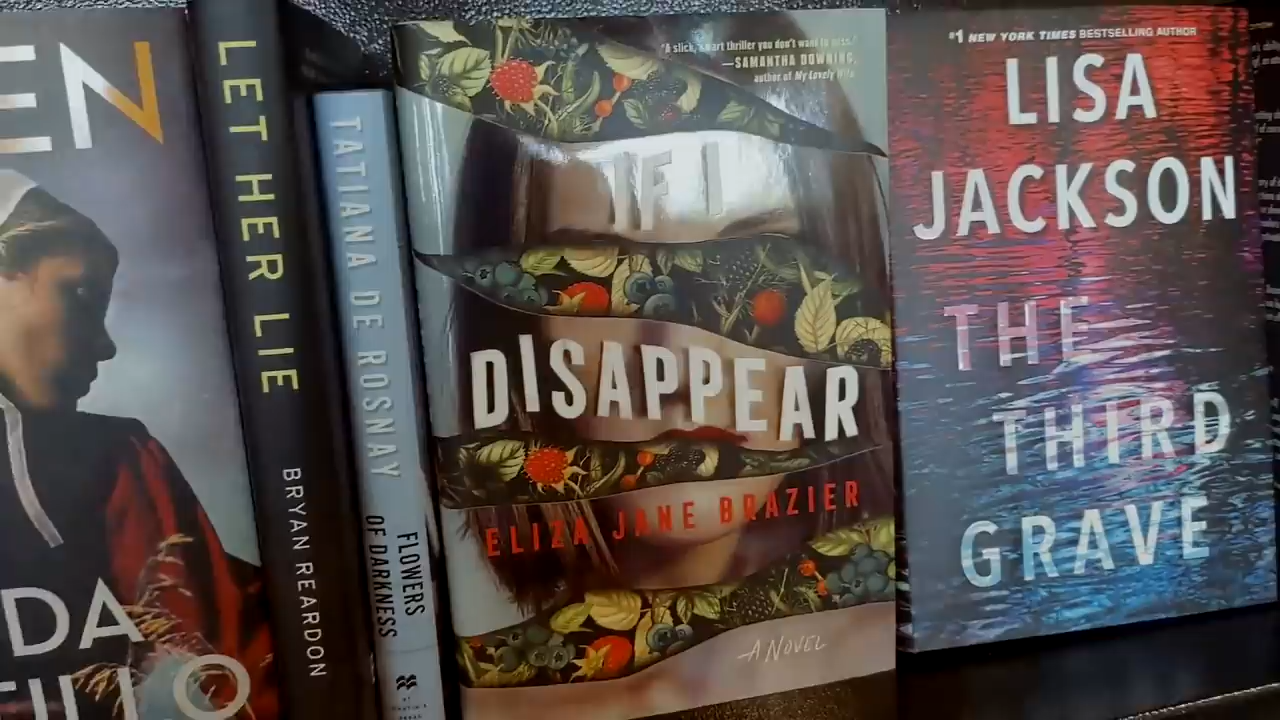 EN
DA
ILLO
LET HER LIE
BRYAN REARDON
TATIANA DE ROSNAY
FLOWERS
OF DARKNESS
"A slick, smart thriller you don't want to miss."
—SAMANTHA DOWNING,
author of My Lovely Wife
IF I
DISAPPEAR
ELIZA JANE BRAZIER
A NOVEL
#1 NEW YORK TIMES BESTSELLING AUTHOR
LISA
JACKSON
THE
THIRD
GRAVE